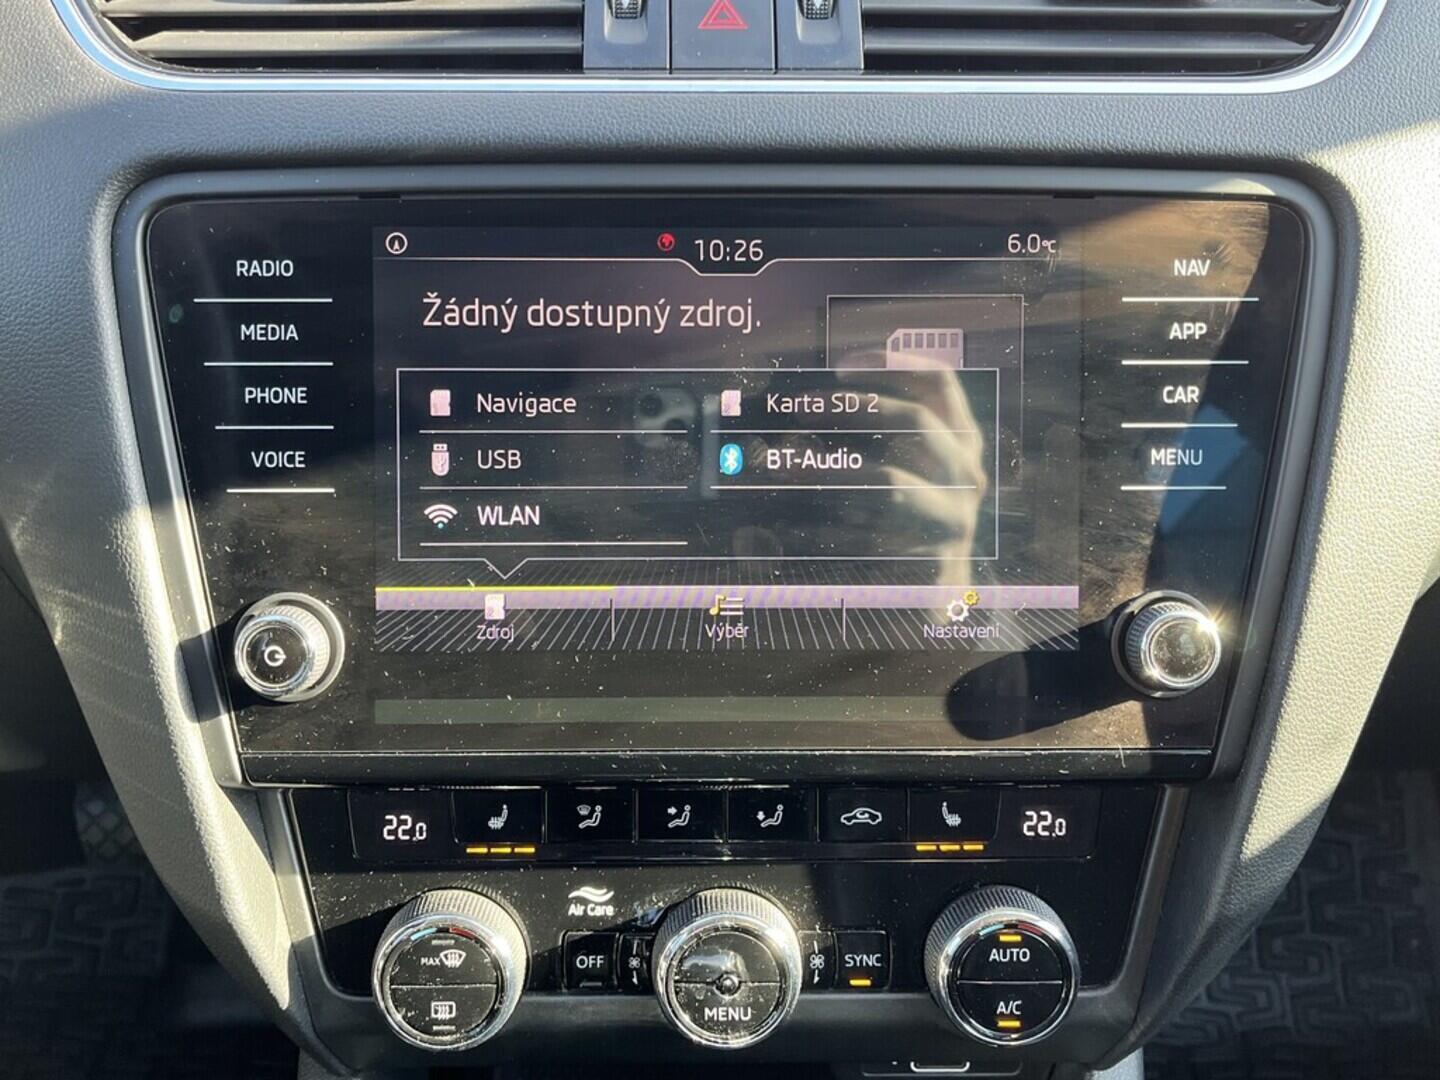 RADIO
MEDIA
PHONE
VOICE
10:26
6.0°C
Žádný dostupný zdroj.
Navigace
Karta SD 2
USB
BT-Audio
WLAN
Zdroj
Výběr
Nastavení
NAV
APP
CAR
MENU
22.0
22.0
Air Care
MAX
OFF
MENU
SYNC
AUTO
A/C